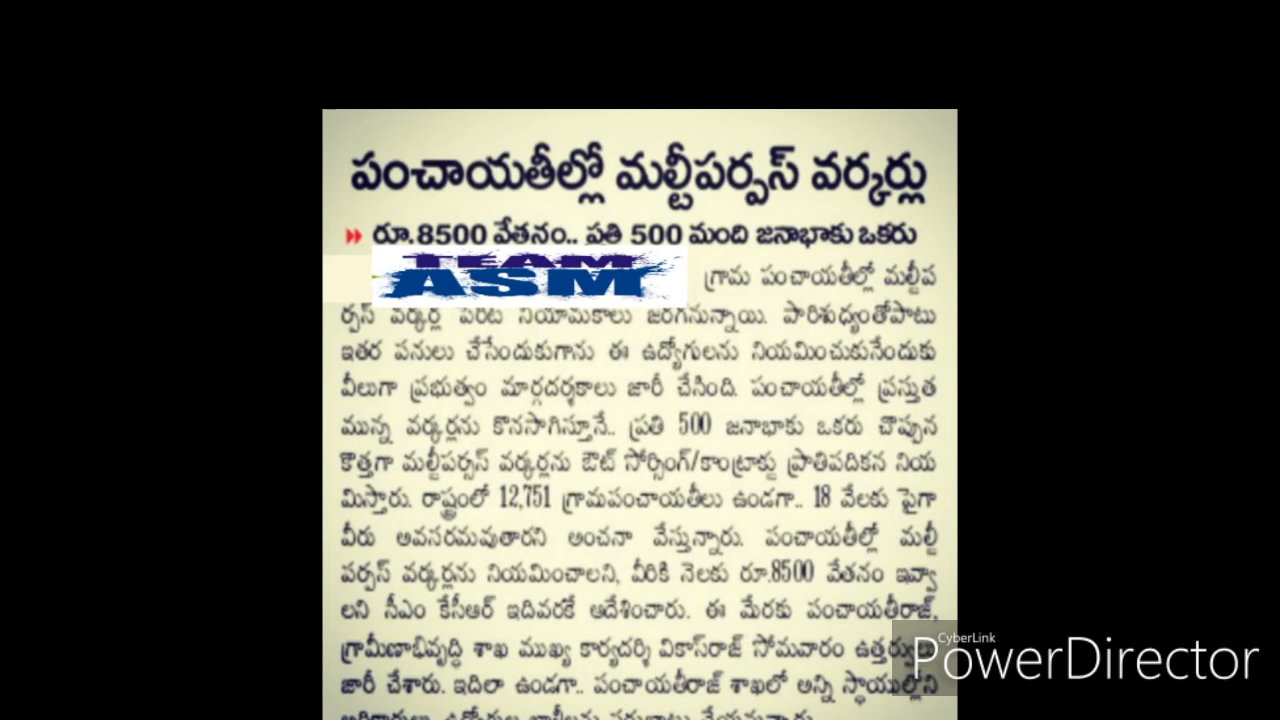 పంచాయతీల్లో మల్టీపర్పస్ వర్కర్లు
రూ.8500 వేతనం.. ప్రతి 500 మంది జనాభాకు ఒకరు
TEAM
ASM
గ్రామ పంచాయతీల్లో మల్టీప
ర్పస్ వర్కర్ల పేరిట నియామకాలు జరగనున్నాయి. పారిశుధ్యంతోపాటు
ఇతర పనులు చేసేందుకుగాను ఈ ఉద్యోగులను నియమించుకునేందుకు
వీలుగా ప్రభుత్వం మార్గదర్శకాలు జారీ చేసింది. పంచాయతీల్లో ప్రస్తుత
మున్న వర్కర్లను కొనసాగిస్తూనే.. ప్రతి 500 జనాభాకు ఒకరు చొప్పున
కొత్తగా మల్టీపర్పస్ వర్కర్లను ఔట్ సోర్సింగ్/కాంట్రాక్టు ప్రాతిపదికన నియ
మిస్తారు. రాష్ట్రంలో 12,751 గ్రామపంచాయతీలు ఉండగా.. 18 వేలకు పైగా
వీరు అవసరమవుతారని అంచనా వేస్తున్నారు. పంచాయతీల్లో మల్టీ
పర్పస్ వర్కర్లను నియమించాలని, వీరికి నెలకు రూ.8500 వేతనం ఇవ్వా
లని సీఎం కేసీఆర్ ఇదివరకే ఆదేశించారు. ఈ మేరకు పంచాయతీరాజ్,
గ్రామీణాభివృద్ధి శాఖ ముఖ్య కార్యదర్శి వికాస్‌రాజ్ సోమవారం ఉత్తర్వులు
జారీ చేశారు. ఇదిలా ఉండగా.. పంచాయతీరాజ్ శాఖలో అన్ని స్థాయుల్లోని
CyberLink
PowerDirector